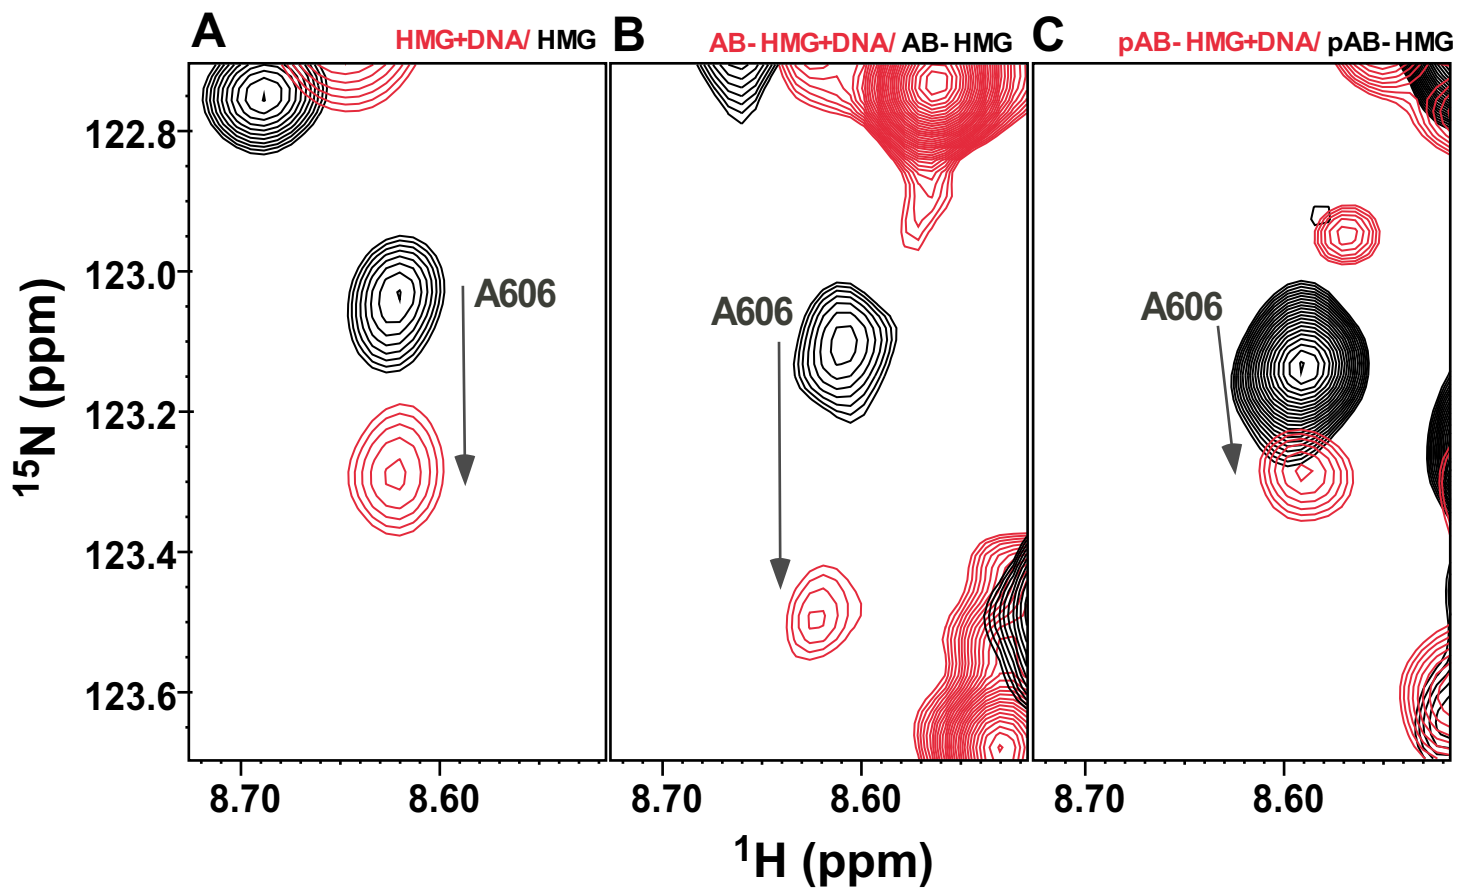 A HMG+DNA/ HMG
B AB-HMG+DNA/ AB-HMG
C pAB-HMG+DNA/ pAB-HMG
122.8
123.0
123.2
123.4
123.6
15N (ppm)
A606
A606
A606
8.70 8.60
8.70 8.60
8.70 8.60
1H (ppm)